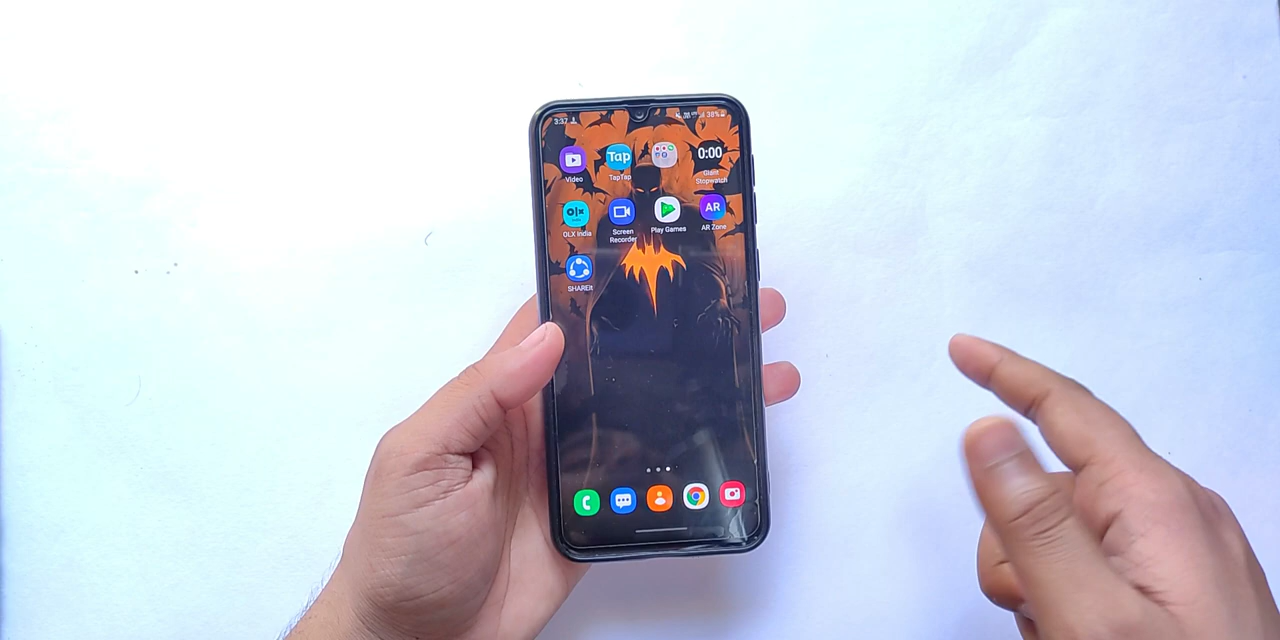 3:37
38%
Tap
0:00
Video
TapTap
Giant
Stopwatch
OLX
AR
OLX India
Screen
Recorder
Play Games
AR Zone
SHAREit